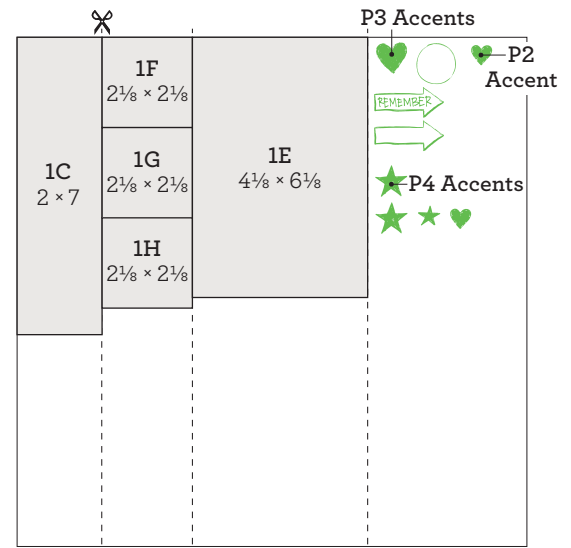 P3 Accents
P2
Accent
1C
2 × 7
1F
2⅛ × 2⅛
1G
2⅛ × 2⅛
1H
2⅛ × 2⅛
1E
4⅛ × 6⅛
REMEMBER
P4 Accents